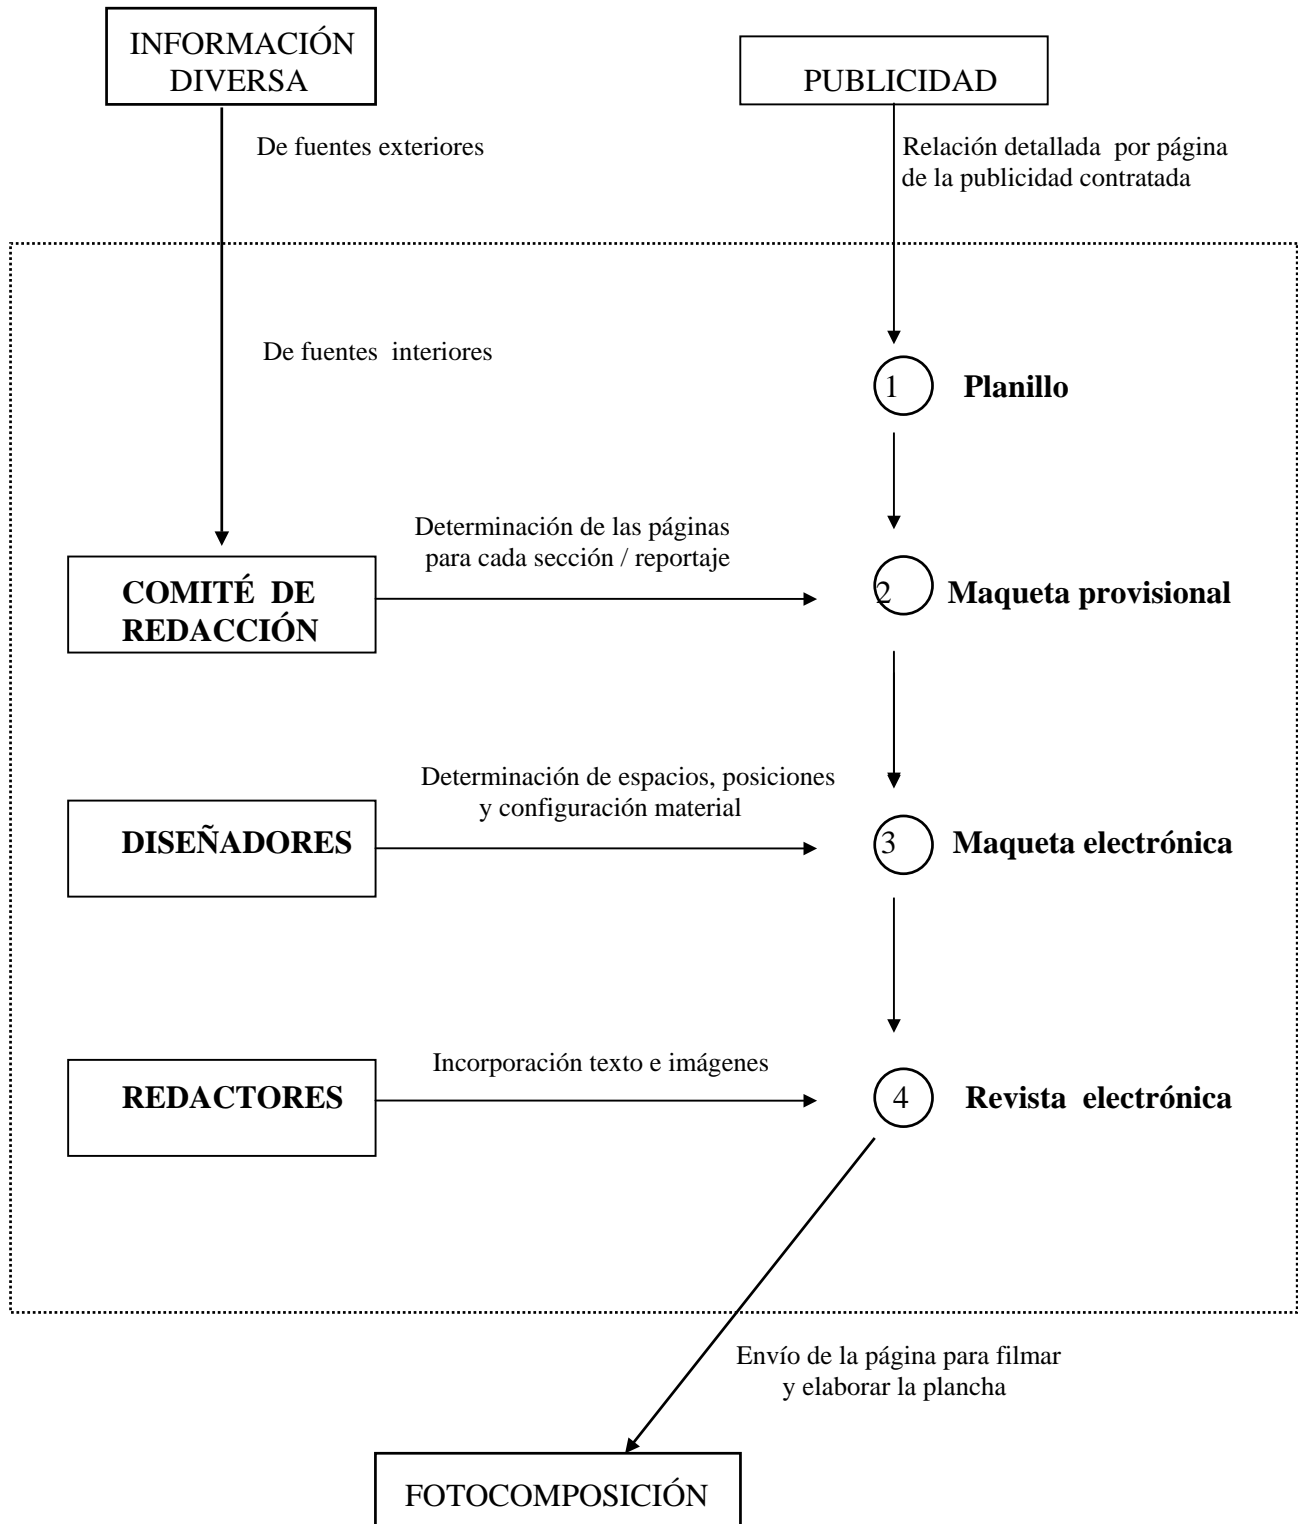 INFORMACIÓN
DIVERSA
PUBLICIDAD
De fuentes exteriores
Relación detallada por página
de la publicidad contratada
De fuentes interiores
1
Planillo
Determinación de las páginas
para cada sección / reportaje
COMITÉ DE
REDACCIÓN
2
Maqueta provisional
Determinación de espacios, posiciones
y configuración material
DISEÑADORES
3
Maqueta electrónica
Incorporación texto e imágenes
REDACTORES
4
Revista electrónica
Envío de la página para filmar
y elaborar la plancha
FOTOCOMPOSICIÓN